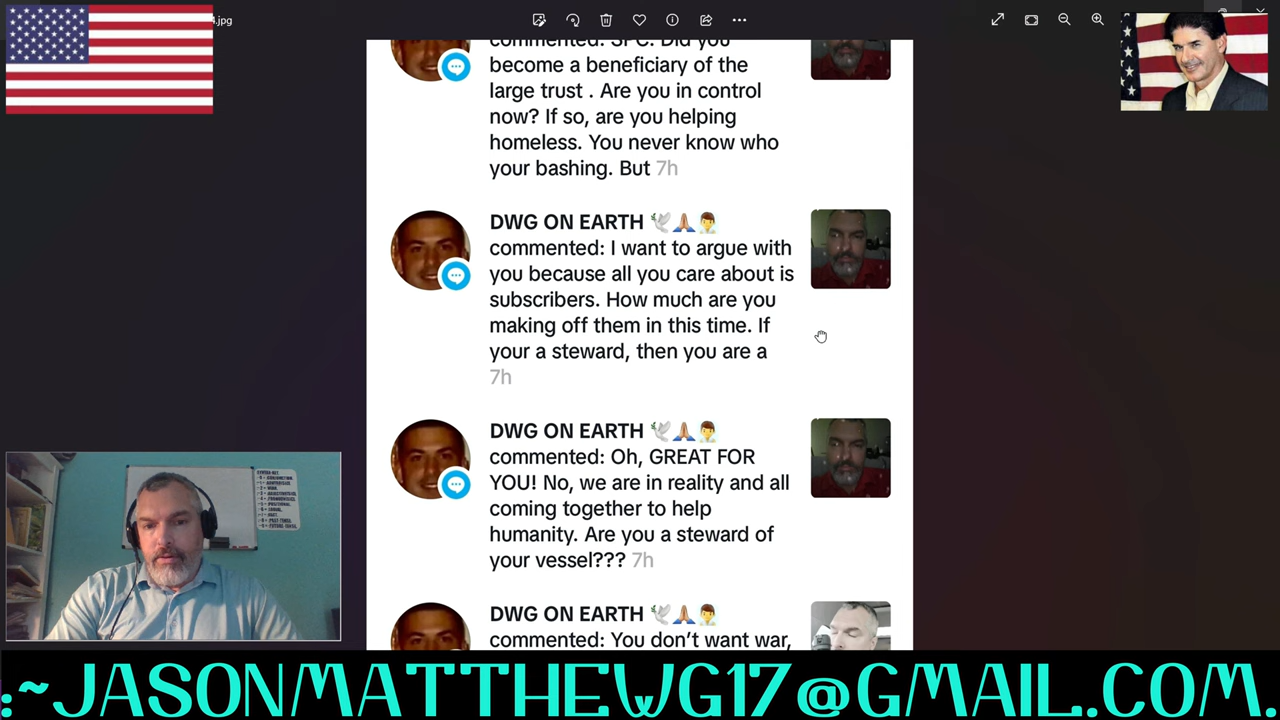 4.jpg
commented: SPC. Did you
become a beneficiary of the
large trust . Are you in control
now? If so, are you helping
homeless. You never know who
your bashing. But 7h
DWG ON EARTH 🕊️🙏🏽👨‍⚕️
commented: I want to argue with
you because all you care about is
subscribers. How much are you
making off them in this time. If
your a steward, then you are a
7h
DWG ON EARTH 🕊️🙏🏽👨‍⚕️
commented: Oh, GREAT FOR
YOU! No, we are in reality and all
coming together to help
humanity. Are you a steward of
your vessel??? 7h
DWG ON EARTH 🕊️🙏🏽👨‍⚕️
commented: You don’t want war,
:~JASONMATTHEWG17@GMAIL.COM.